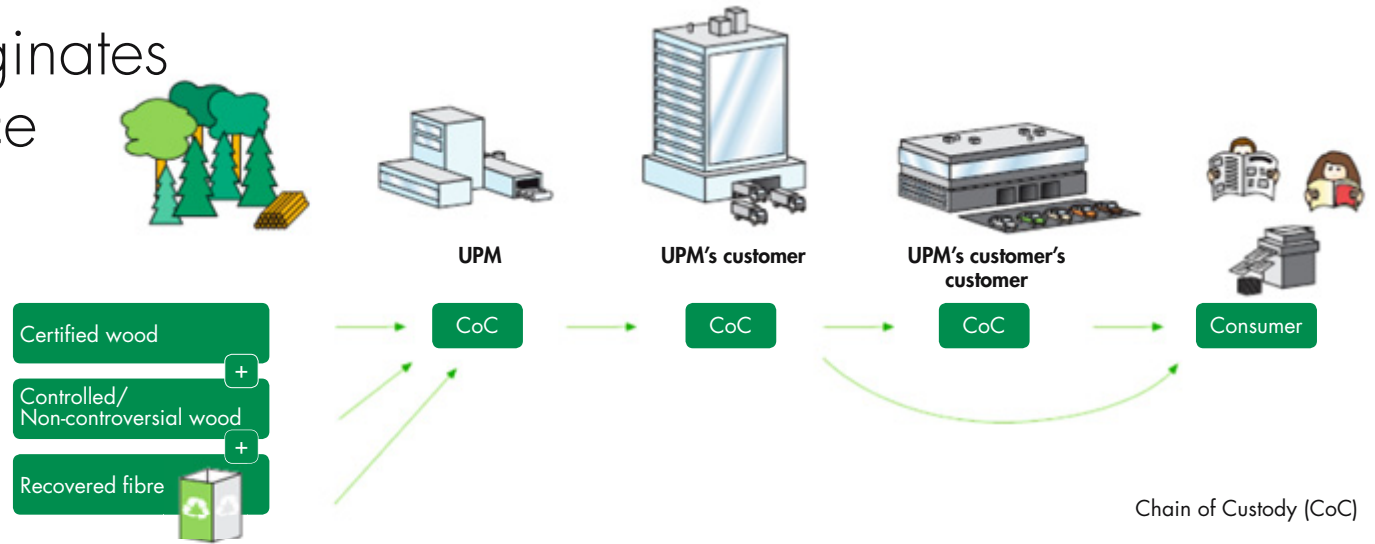 ginates
UPM
UPM's customer
UPM's customer's
customer
Certified wood
+
Controlled/
Non-controversial wood
+
Recovered fibre
CoC
CoC
CoC
Consumer
Chain of Custody (CoC)